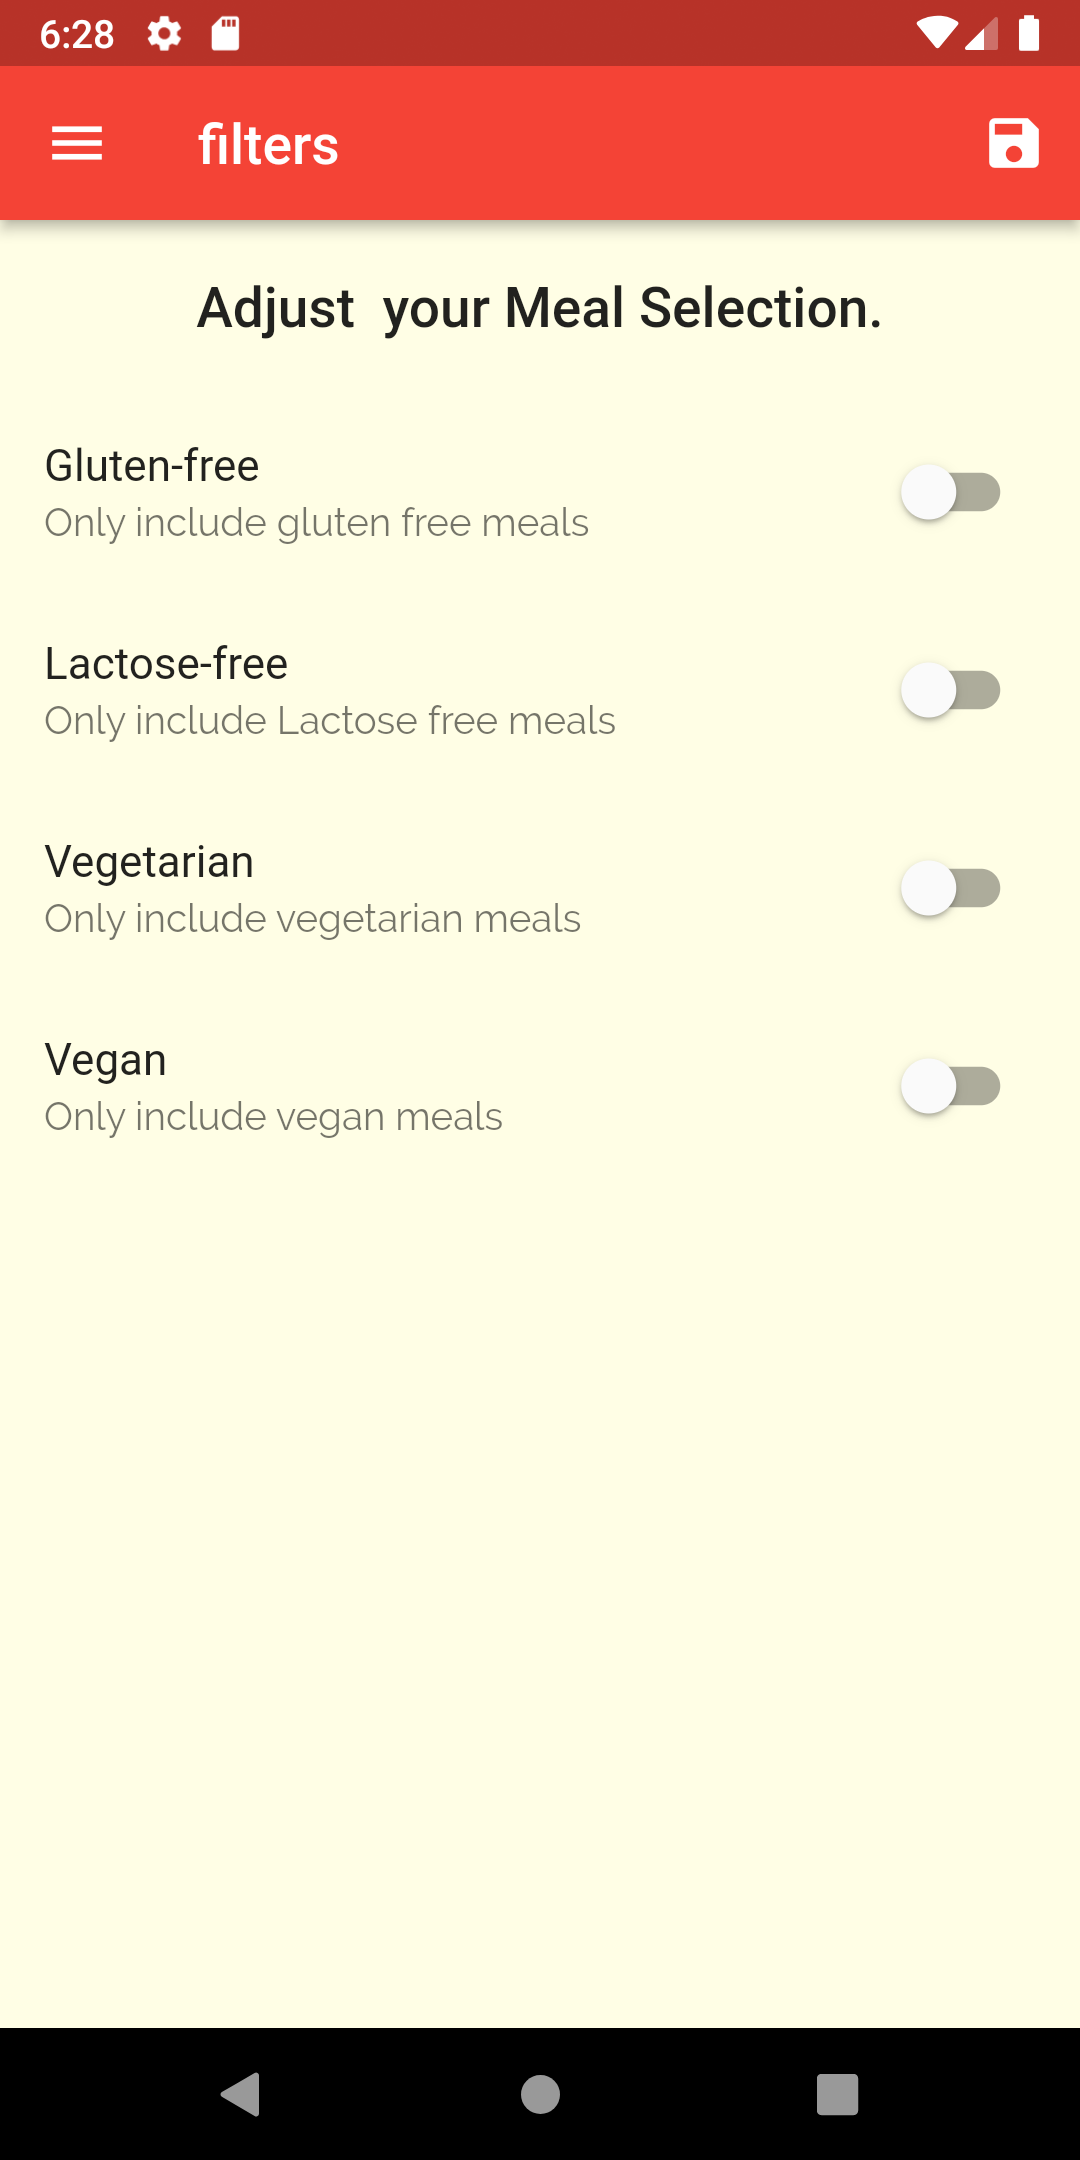 6:28
filters
Adjust  your Meal Selection.
Gluten-free
Only include gluten free meals
Lactose-free
Only include Lactose free meals
Vegetarian
Only include vegetarian meals
Vegan
Only include vegan meals